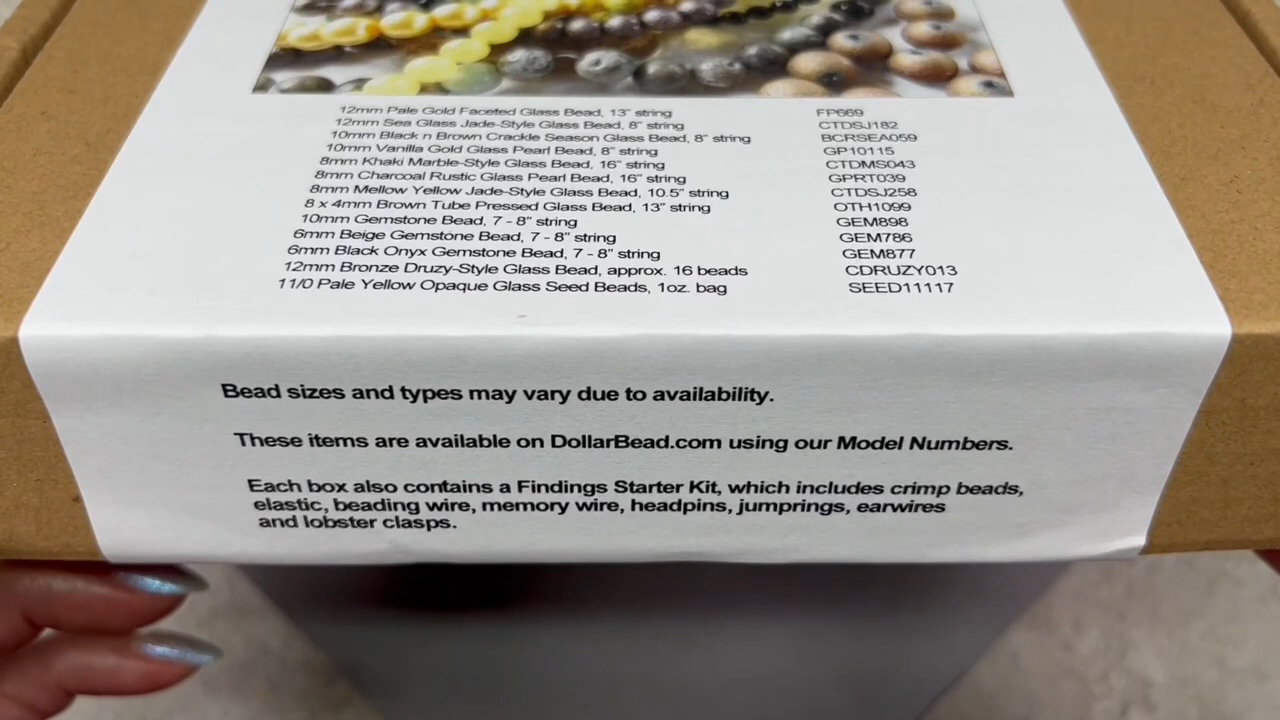 12mm Pale Gold Faceted Glass Bead, 13" string FP669
12mm Sea Glass Jade-Style Glass Bead, 8" string CTDSJ182
10mm Black n Brown Crackle Season Glass Bead, 8" string BCRSEA059
10mm Vanilla Gold Glass Pearl Bead, 8" string GP10115
8mm Khaki Marble-Style Glass Bead, 16" string CTDMS043
8mm Charcoal Rustic Glass Pearl Bead, 16" string GPRT039
8mm Mellow Yellow Jade-Style Glass Bead, 10.5" string CTDSJ258
8 x 4mm Brown Tube Pressed Glass Bead, 13" string OTH1099
10mm Gemstone Bead, 7 - 8" string GEM898
6mm Beige Gemstone Bead, 7 - 8" string GEM786
6mm Black Onyx Gemstone Bead, 7 - 8" string GEM877
12mm Bronze Druzy-Style Glass Bead, approx. 16 beads CDRUZY013
11/0 Pale Yellow Opaque Glass Seed Beads, 1oz. bag SEED11117
Bead sizes and types may vary due to availability.
These items are available on DollarBead.com using our Model Numbers.
Each box also contains a Findings Starter Kit, which includes crimp beads,
elastic, beading wire, memory wire, headpins, jumprings, earwires
and lobster clasps.